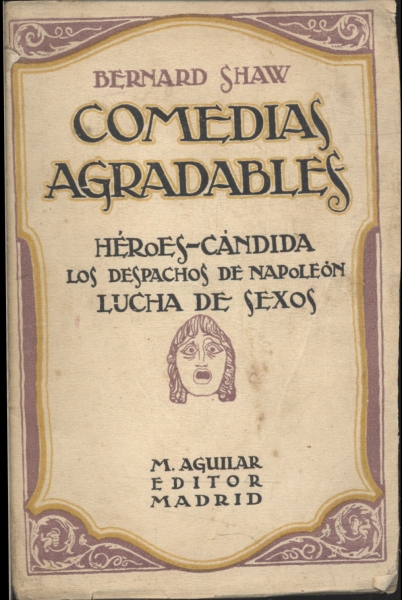 BERNARD SHAW
COMEDIAS
AGRADABLES
HÉROES-CÁNDIDA
LOS DESPACHOS DE NAPOLEÓN
LUCHA DE SEXOS
M. AGUILAR
EDITOR
MADRID